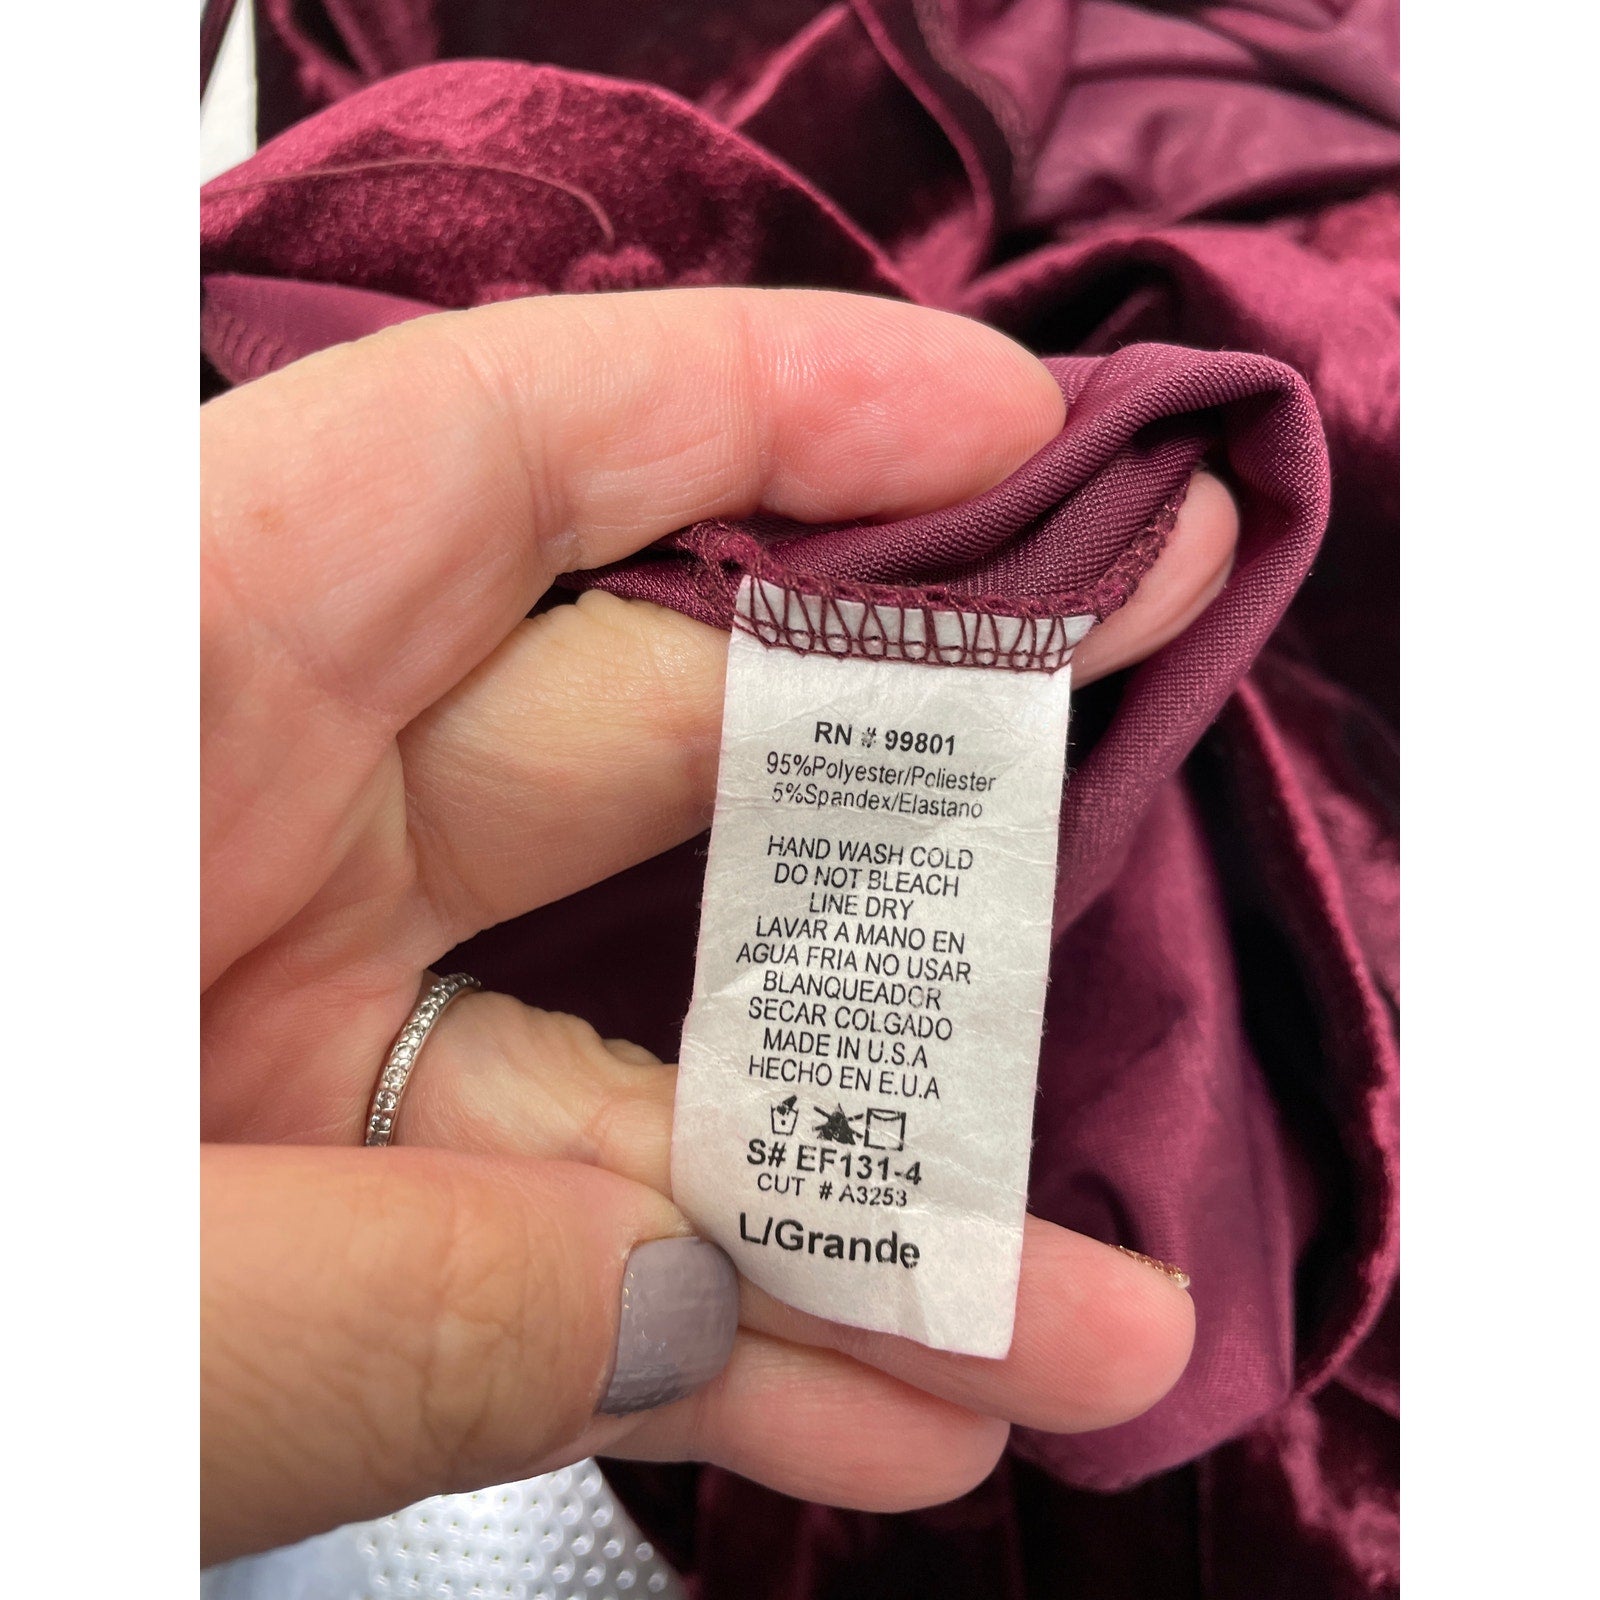 RN # 99801
95%Polyester/Poliester
5%Spandex/Elastano
HAND WASH COLD
DO NOT BLEACH
LINE DRY
LAVAR A MANO EN
AGUA FRIA NO USAR
BLANQUEADOR
SECAR COLGADO
MADE IN U.S.A
HECHO EN E.U.A
S# EF131-4
CUT # A3253
L/Grande